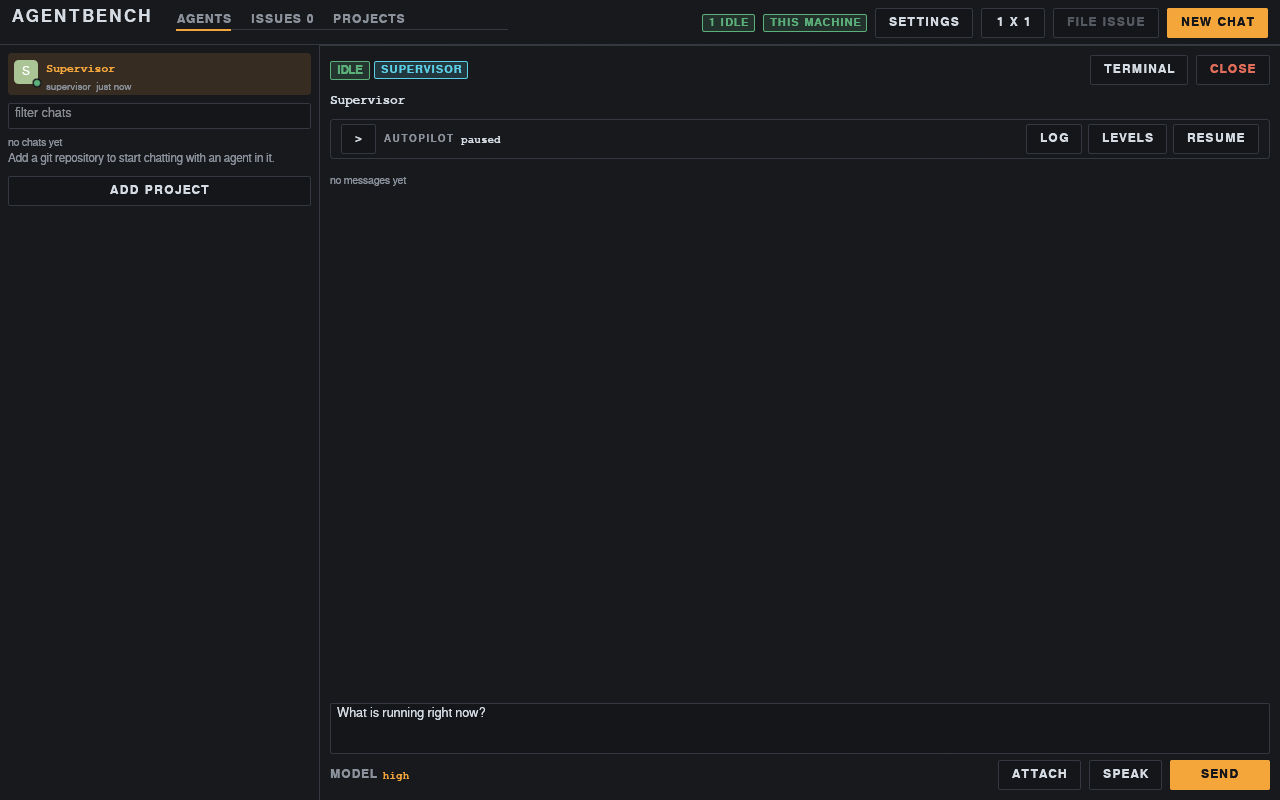 AGENTBENCH
AGENTS ISSUES 0 PROJECTS
1 IDLE THIS MACHINE SETTINGS 1 X 1 FILE ISSUE NEW CHAT
S
Supervisor
supervisor just now
filter chats
no chats yet
Add a git repository to start chatting with an agent in it.
ADD PROJECT
IDLE SUPERVISOR
TERMINAL CLOSE
Supervisor
> AUTOPILOT paused
LOG LEVELS RESUME
no messages yet
What is running right now?
MODEL high
ATTACH SPEAK SEND